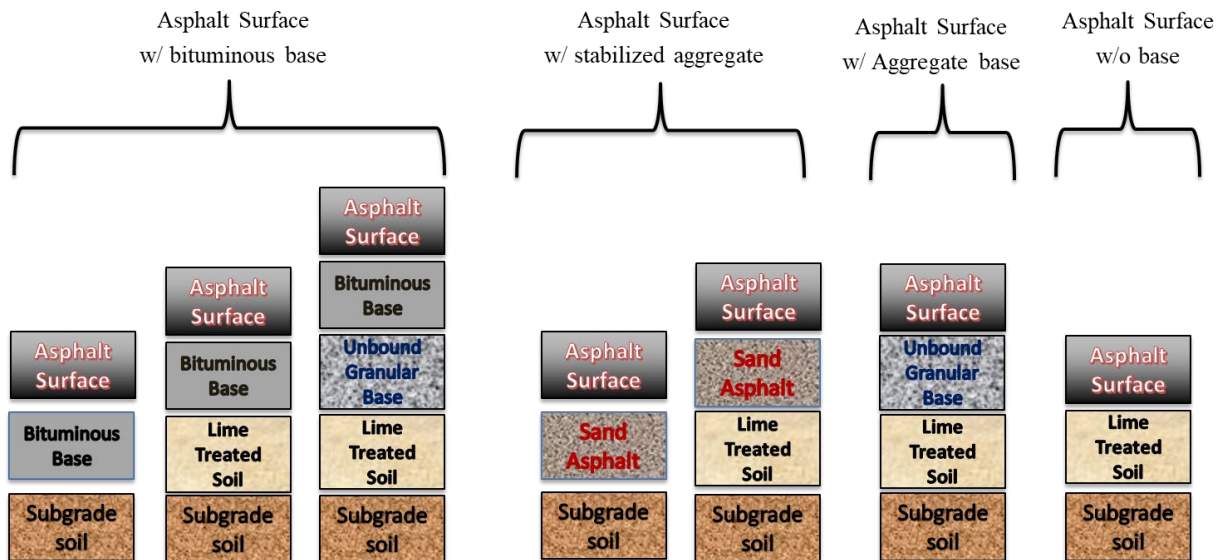 Asphalt Surface
w/ bituminous base
Asphalt Surface
w/ stabilized aggregate
Asphalt Surface
w/ Aggregate base
Asphalt Surface
w/o base
Asphalt
Surface
Bituminous
Base
Subgrade
soil
Asphalt
Surface
Bituminous
Base
Lime
Treated
Soil
Subgrade
soil
Asphalt
Surface
Bituminous
Base
Unbound
Granular
Base
Lime
Treated
Soil
Subgrade
soil
Asphalt
Surface
Sand
Asphalt
Subgrade
soil
Asphalt
Surface
Sand
Asphalt
Lime
Treated
Soil
Subgrade
soil
Asphalt
Surface
Unbound
Granular
Base
Lime
Treated
Soil
Subgrade
soil
Asphalt
Surface
Lime
Treated
Soil
Subgrade
soil